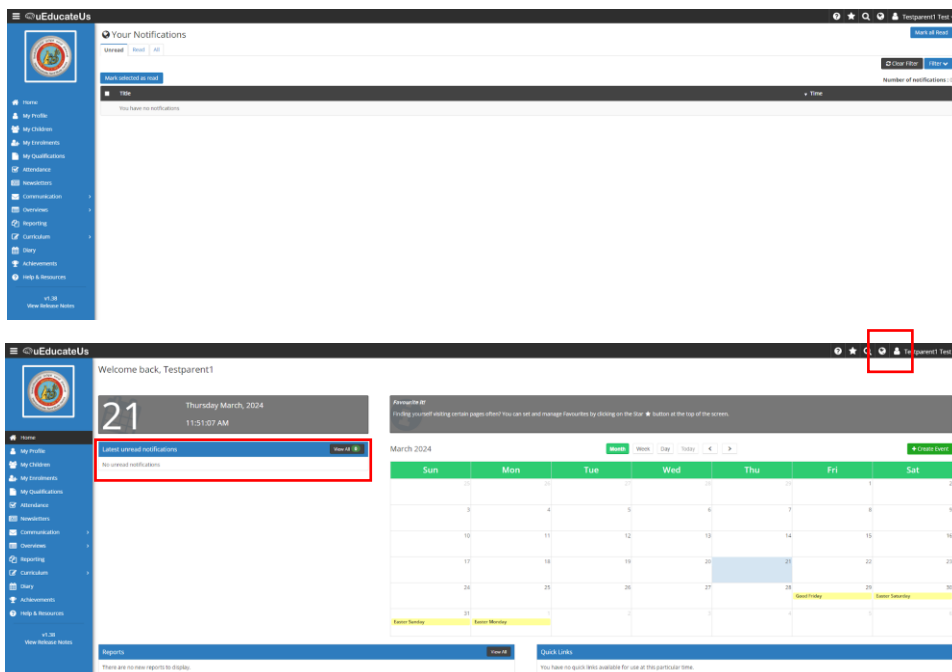 uEducateUs
Testparent1 Test
Your Notifications
Mark all Read
Unread Read All
Clear Filter Filter
Mark selected as read
Number of notifications :
Title Time
You have no notifications
Home
My Profile
My Children
My Enrolments
My Qualifications
Attendance
Newsletters
Communication
Overviews
Reporting
Curriculum
Diary
Achievements
Help & Resources
v1.38
View Release Notes
uEducateUs
Testparent1 Test
Welcome back, Testparent1
21
Thursday March, 2024
11:51:07 AM
Favourite It!
Finding yourself visiting certain pages often? You can set and manage Favourites by clicking on the Star ★ button at the top of the screen.
Home
My Profile
My Children
My Enrolments
My Qualifications
Attendance
Newsletters
Communication
Overviews
Reporting
Curriculum
Diary
Achievements
Help & Resources
v1.38
View Release Notes
Latest unread notifications
View All 0
No unread notifications
March 2024
Month Week Day Today < >
+ Create Event
Sun Mon Tue Wed Thu Fri Sat
25 26 27 28 29 1 2
3 4 5 6 7 8 9
10 11 12 13 14 15 16
17 18 19 20 21 22 23
24 25 26 27 28 29 30
Good Friday Easter Saturday
31 1 2 3 4 5 6
Easter Sunday Easter Monday
Reports
View All
There are no new reports to display.
Quick Links
You have no quick links available for use at this particular time.